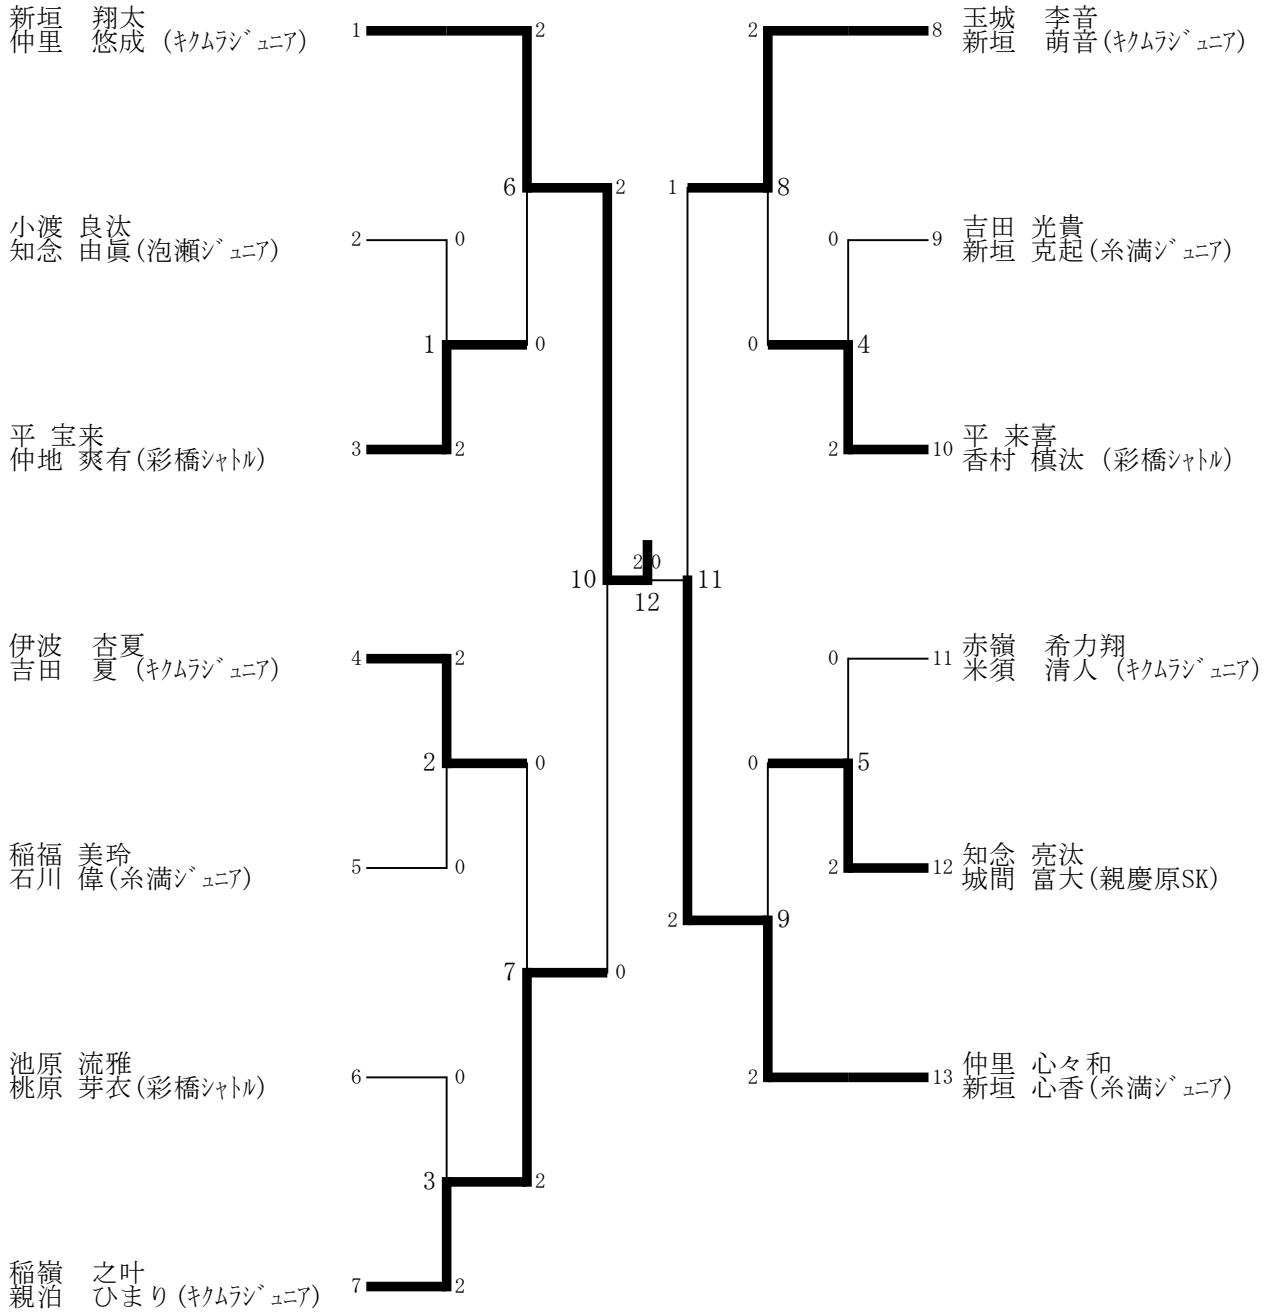 新垣　翔太
仲里　悠成 (ｷｸﾑﾗｼﾞｭﾆｱ)
1
2
小渡 良汰
知念 由眞(泡瀬ｼﾞｭﾆｱ)
2
0
6
2
1
0
平 宝来
仲地 爽有(彩橋ｼｬﾄﾙ)
3
2
伊波　杏夏
吉田　夏 (ｷｸﾑﾗｼﾞｭﾆｱ)
4
2
2
0
稲福 美玲
石川 偉(糸満ｼﾞｭﾆｱ)
5
0
7
0
池原 流雅
桃原 芽衣(彩橋ｼｬﾄﾙ)
6
0
3
2
稲嶺　之叶
親泊　ひまり(ｷｸﾑﾗｼﾞｭﾆｱ)
7
2
10
2 0
12
11
玉城　李音
新垣　萌音(ｷｸﾑﾗｼﾞｭﾆｱ)
2
8
1
8
吉田 光貴
新垣 克起(糸満ｼﾞｭﾆｱ)
0
9
0
4
平 来喜
香村 槙汰 (彩橋ｼｬﾄﾙ)
2
10
赤嶺　希力翔
米須　清人 (ｷｸﾑﾗｼﾞｭﾆｱ)
0
11
0
5
知念 亮汰
城間 富大(親慶原SK)
2
12
2
9
仲里 心々和
新垣 心香(糸満ｼﾞｭﾆｱ)
2
13